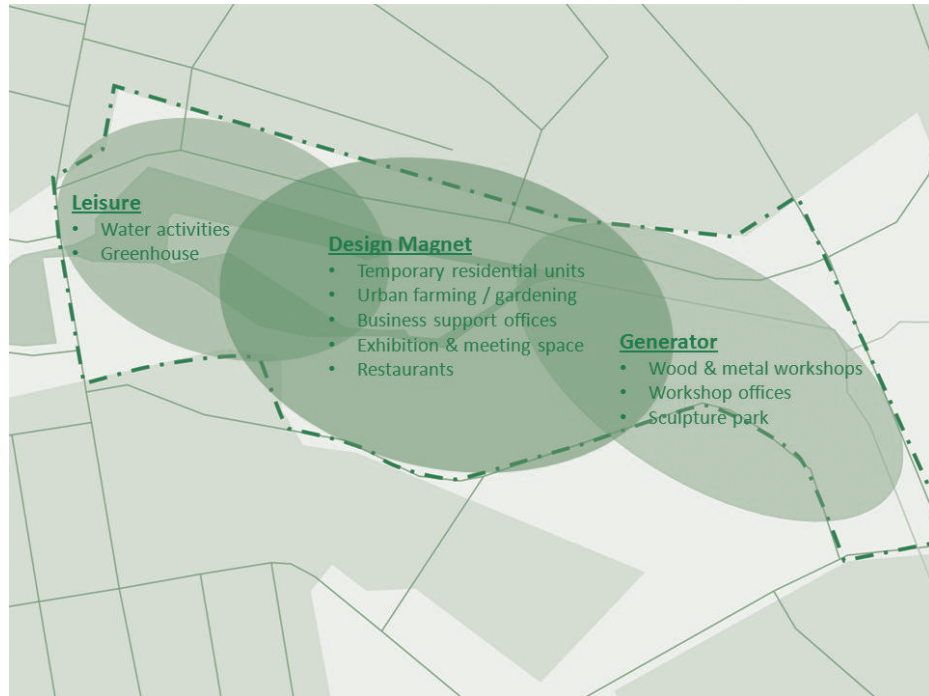 Leisure
• Water activities
• Greenhouse
Design Magnet
• Temporary residential units
• Urban farming / gardening
• Business support offices
• Exhibition & meeting space
• Restaurants
Generator
• Wood & metal workshops
• Workshop offices
• Sculpture park